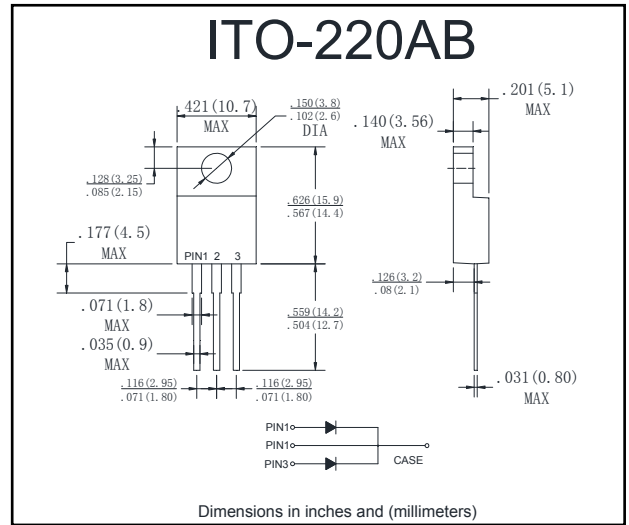 ITO-220AB
.421(10.7)
MAX
.150(3.8)
.102(2.6)
DIA
.201(5.1)
MAX
.140(3.56)
MAX
.128(3.25)
.085(2.15)
.626(15.9)
.567(14.4)
.177(4.5)
MAX
PIN1 2 3
.126(3.2)
.08(2.1)
.071(1.8)
MAX
.559(14.2)
.504(12.7)
.035(0.9)
MAX
.116(2.95)
.071(1.80)
.116(2.95)
.071(1.80)
.031(0.80)
MAX
PIN1
PIN1
PIN3
CASE
Dimensions in inches and (millimeters)